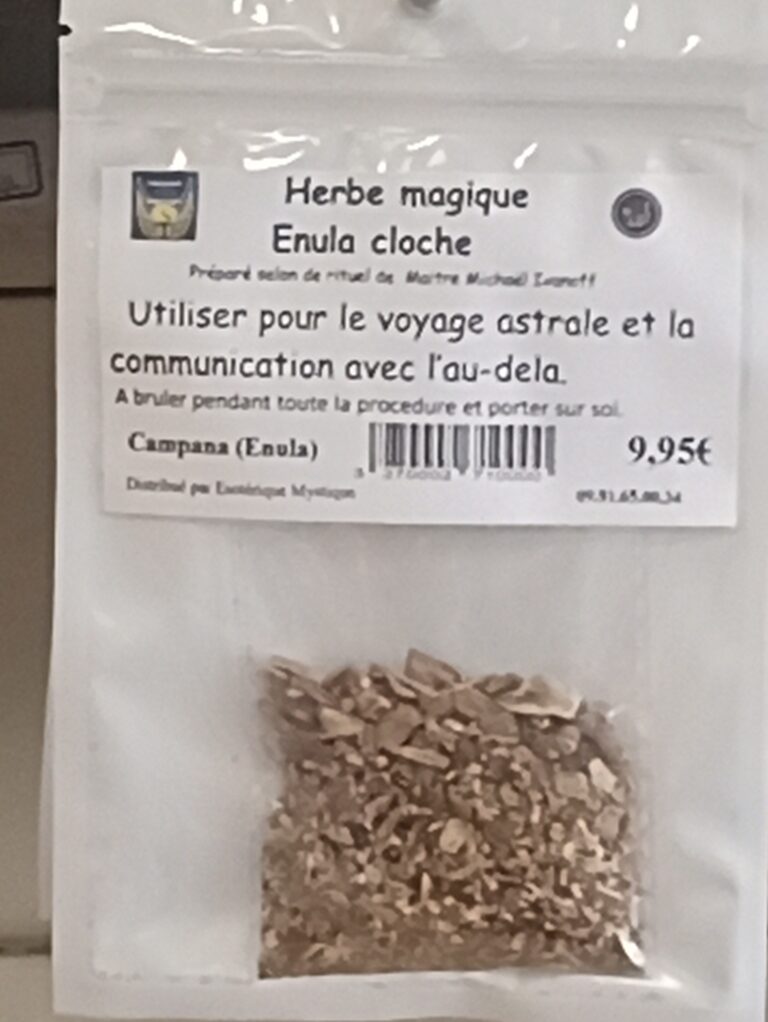 Herbe magique
Enula cloche
Préparé selon de rituel de Maitre Michaël Ivanoff
Utiliser pour le voyage astrale et la
communication avec l'au-dela.
A bruler pendant toute la procedure et porter sur soi.
Campana (Enula)
9,95€
Distribué par Esotérique Mystique